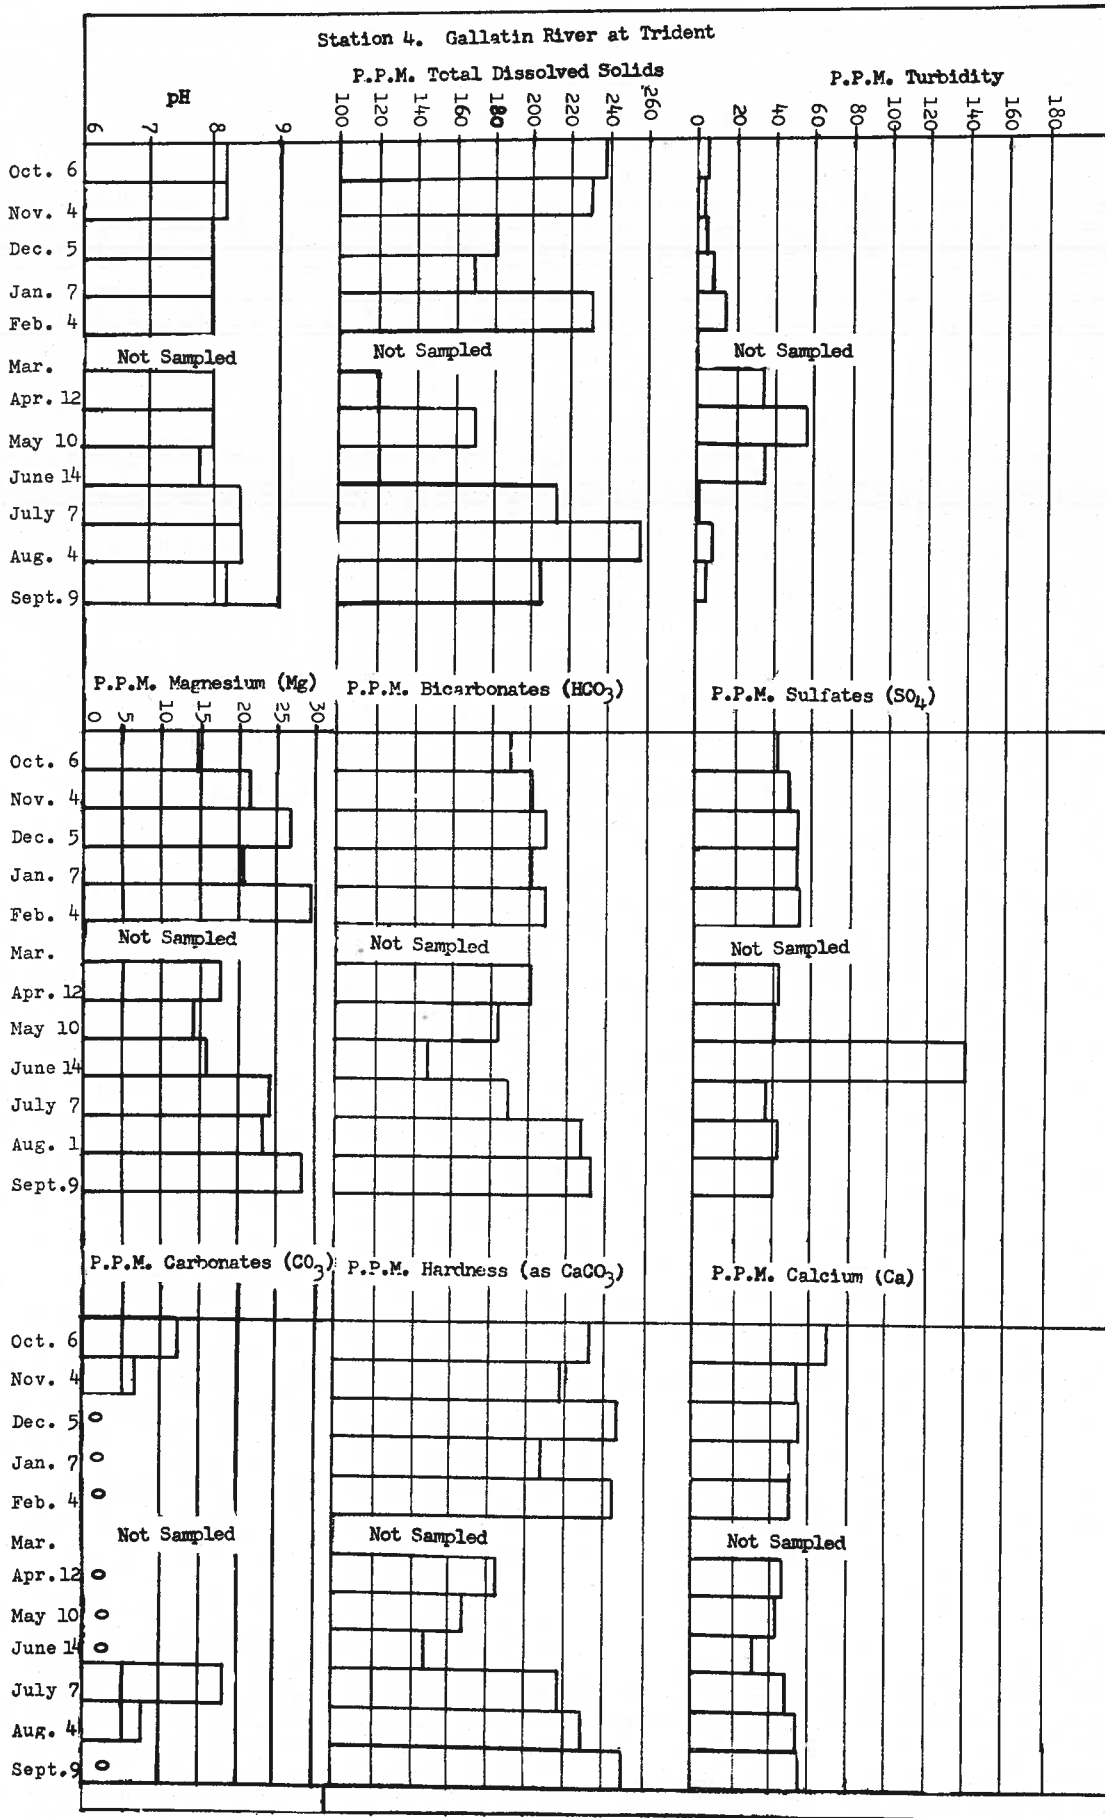 Station 4. Gallatin River at Trident
pH
P.P.M. Total Dissolved Solids
P.P.M. Turbidity
6 7 8 9
100 120 140 160 180 200 220 240 260
0 20 40 60 80 100 120 140 160 180
Oct. 6
Nov. 4
Dec. 5
Jan. 7
Feb. 4
Mar.
Not Sampled
Not Sampled
Not Sampled
Apr. 12
May 10
June 14
July 7
Aug. 4
Sept. 9
P.P.M. Magnesium (Mg)
P.P.M. Bicarbonates (HCO3)
P.P.M. Sulfates (SO4)
0 5 10 15 20 25 30
Oct. 6
Nov. 4
Dec. 5
Jan. 7
Feb. 4
Mar.
Not Sampled
Not Sampled
Not Sampled
Apr. 12
May 10
June 14
July 7
Aug. 1
Sept. 9
P.P.M. Carbonates (CO3)
P.P.M. Hardness (as CaCO3)
P.P.M. Calcium (Ca)
Oct. 6
Nov. 4
Dec. 5 0
Jan. 7 0
Feb. 4 0
Mar.
Not Sampled
Not Sampled
Not Sampled
Apr. 12 0
May 10 0
June 14 0
July 7
Aug. 4
Sept. 9 0